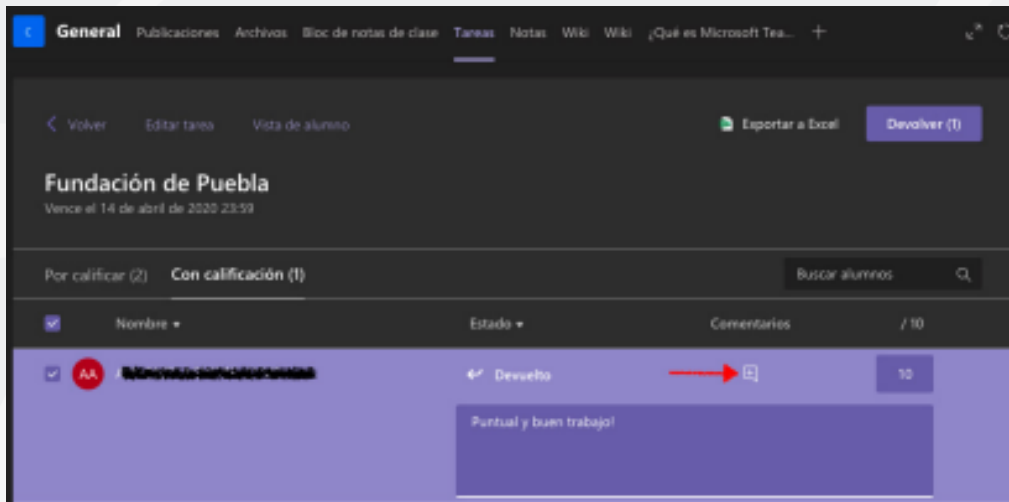 C General Publicaciones Archivos Bloc de notas de clase Tareas Notas Wiki Wiki ¿Qué es Microsoft Tea... +
Volver Editar tarea Vista de alumno Exportar a Excel Devolver (1)
Fundación de Puebla
Vence el 14 de abril de 2020 23:59
Por calificar (2) Con calificación (1) Buscar alumnos
Nombre Estado Comentarios / 10
AA Devuelto 10
Puntual y buen trabajo!